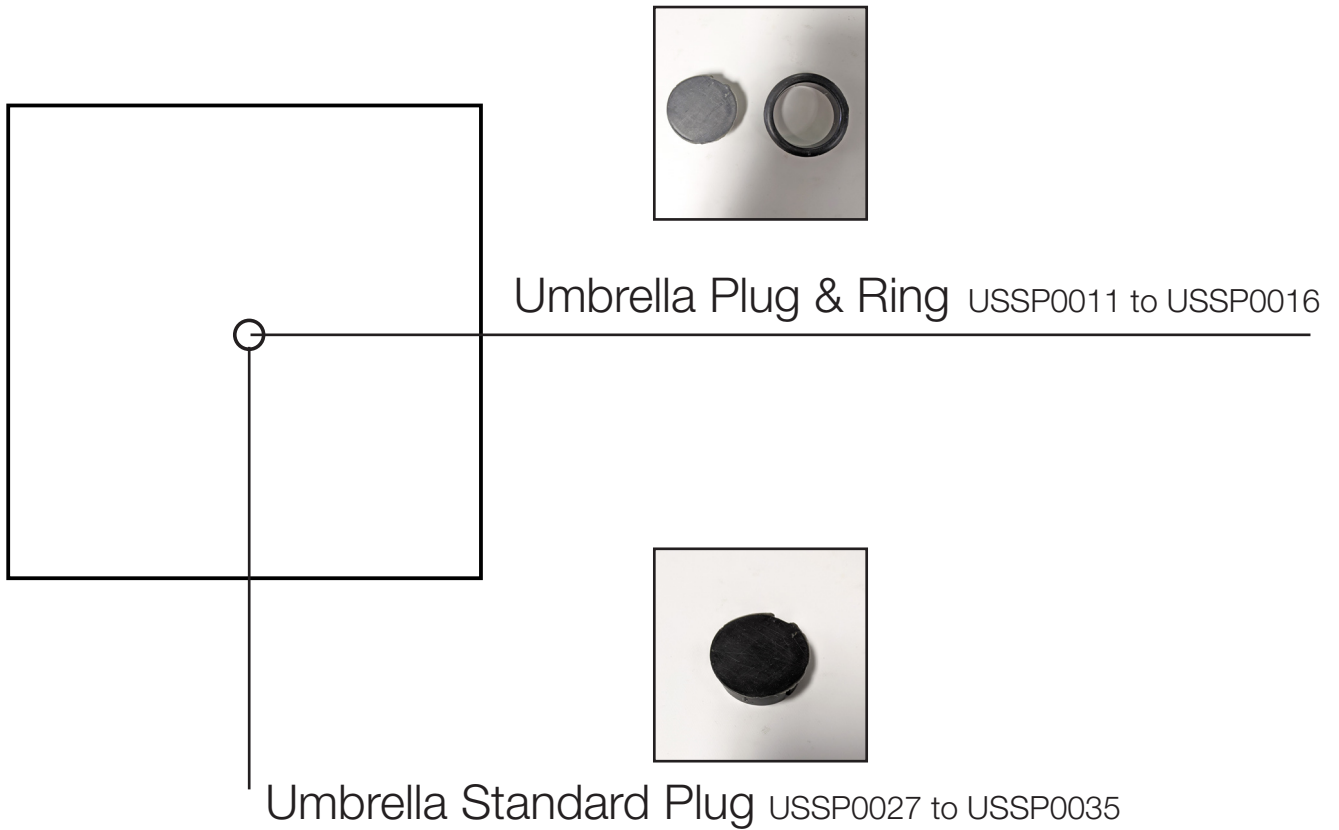 Umbrella Plug & Ring USSP0011 to USSP0016
Umbrella Standard Plug USSP0027 to USSP0035